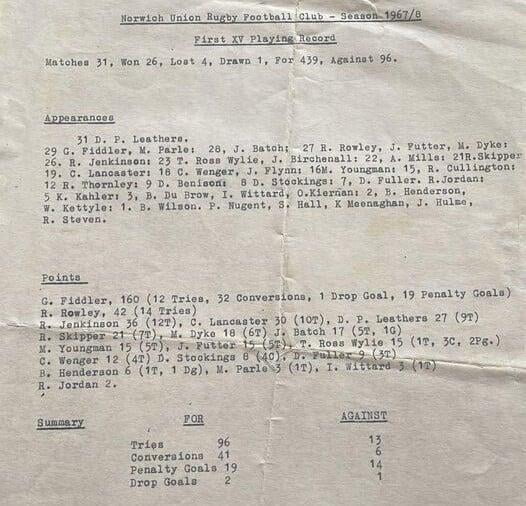 Norwich Union Rugby Football Club - Season 1967/8
First XV Playing Record
Matches 31, Won 26, Lost 4, Drawn 1, For 439, Against 96.
Appearances
31 D. P. Leathers.
29 G. Fiddler, M. Parle: 28, J. Batch: 27 R. Rowley, J. Futter, M. Dyke:
26. R. Jenkinson: 23 T. Ross Wylie, J. Birchenall: 22, A. Mills: 21R.Skipper
19. C. Lancaster: 18 C. Wenger, J. Flynn: 16M. Youngman: 15, R. Cullington:
12 R. Thornley: 9 D. Benison: 8 D. Stockings: 7, D. Fuller. R.Jordan:
5 K. Kahler: 3, B. Du Brow, I. Wittard, O.Kiernan: 2, B. Henderson,
W. Kettyle: 1. B. Wilson. P. Nugent, S. Hall, K Meenaghan, J. Hulme,
R. Steven.
Points
G. Fiddler, 160 (12 Tries, 32 Conversions, 1 Drop Goal, 19 Penalty Goals)
R. Rowley, 42 (14 Tries)
R. Jenkinson 36 (12T), C. Lancaster 30 (10T), D. P. Leathers 27 (9T)
R. Skipper 21 (7T), M. Dyke 18 (6T) J. Batch 17 (5T, 1G)
M. Youngman 15 (5T), J. Futter 15 (5T), T. Ross Wylie 15 (1T, 3C, 2Pg.)
C. Wenger 12 (4T) D. Stockings 8 (4C), D. Fuller 9 (3T)
B. Henderson 6 (1T, 1 Dg), M. Parle 3 (1T), I. Wittard 3 (1T)
R. Jordan 2.
Summary FOR AGAINST
Tries 96 13
Conversions 41 6
Penalty Goals 19 14
Drop Goals 2 1